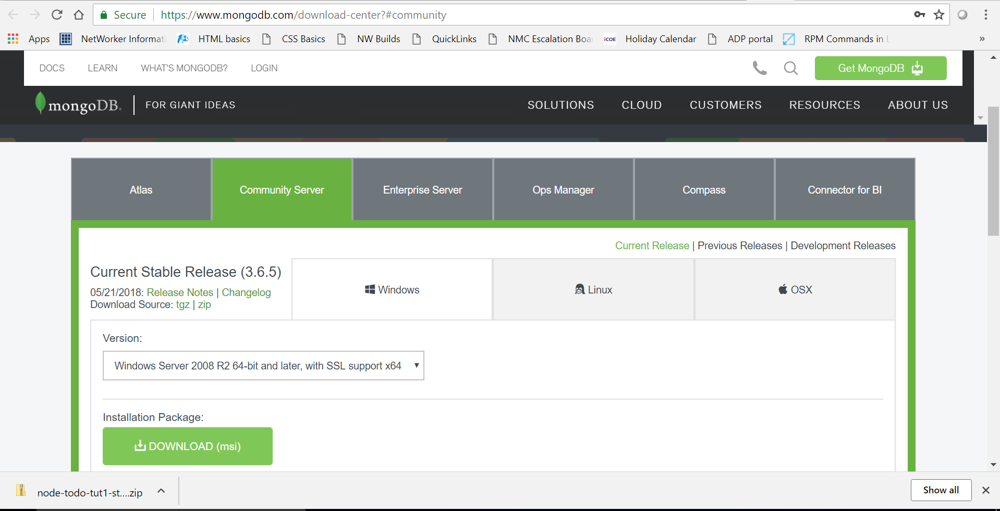 Secure https://www.mongodb.com/download-center?#community
Apps NetWorker Informati HTML basics CSS Basics NW Builds QuickLinks NMC Escalation Boar iCOE Holiday Calendar ADP portal RPM Commands in L »
DOCS LEARN WHAT'S MONGODB? LOGIN Get MongoDB
mongoDB. FOR GIANT IDEAS SOLUTIONS CLOUD CUSTOMERS RESOURCES ABOUT US
Atlas Community Server Enterprise Server Ops Manager Compass Connector for BI
Current Release | Previous Releases | Development Releases
Current Stable Release (3.6.5)
05/21/2018: Release Notes | Changelog
Download Source: tgz | zip
Windows Linux OSX
Version:
Windows Server 2008 R2 64-bit and later, with SSL support x64
Installation Package:
DOWNLOAD (msi)
node-todo-tut1-st....zip Show all